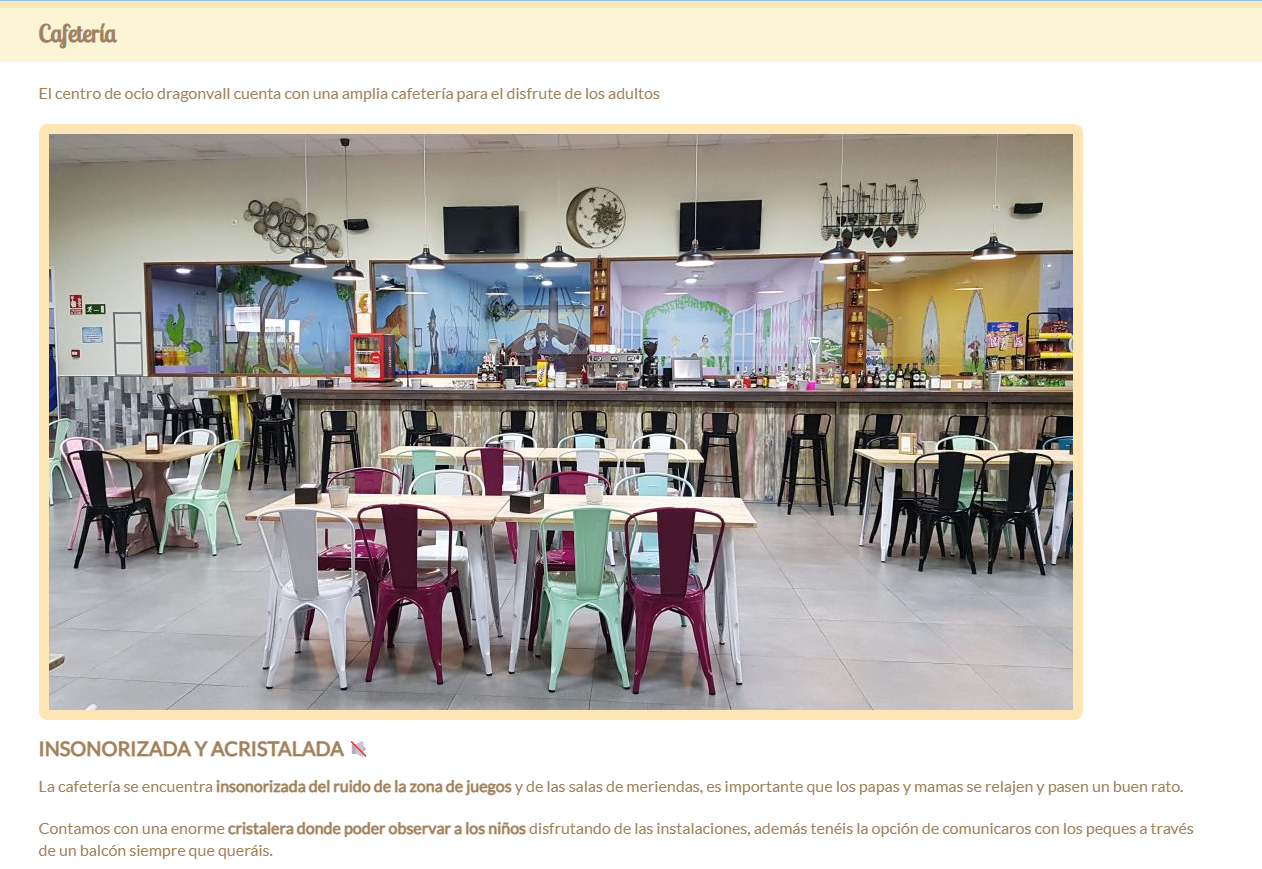 Cafetería
El centro de ocio dragonvall cuenta con una amplia cafetería para el disfrute de los adultos
INSONORIZADA Y ACRISTALADA
La cafetería se encuentra insonorizada del ruido de la zona de juegos y de las salas de meriendas, es importante que los papas y mamas se relajen y pasen un buen rato.
Contamos con una enorme cristalera donde poder observar a los niños disfrutando de las instalaciones, además tenéis la opción de comunicaros con los peques a través
de un balcón siempre que queráis.